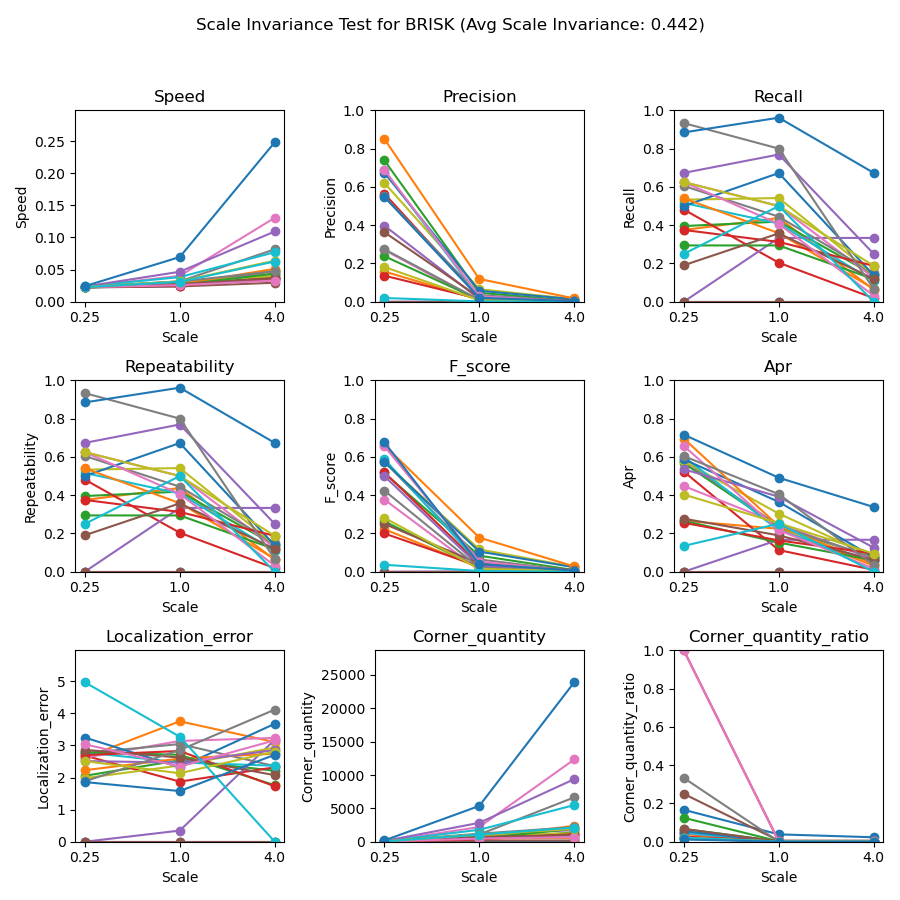 Scale Invariance Test for BRISK (Avg Scale Invariance: 0.442)
Speed
Precision
Recall
Speed
0.25
0.20
0.15
0.10
0.05
0.00
0.25 1.0 4.0
Scale
Precision
1.0
0.8
0.6
0.4
0.2
0.0
0.25 1.0 4.0
Scale
Recall
1.0
0.8
0.6
0.4
0.2
0.0
0.25 1.0 4.0
Scale
Repeatability
F_score
Apr
Repeatability
1.0
0.8
0.6
0.4
0.2
0.0
0.25 1.0 4.0
Scale
F_score
1.0
0.8
0.6
0.4
0.2
0.0
0.25 1.0 4.0
Scale
Apr
1.0
0.8
0.6
0.4
0.2
0.0
0.25 1.0 4.0
Scale
Localization_error
Corner_quantity
Corner_quantity_ratio
Localization_error
5
4
3
2
1
0
0.25 1.0 4.0
Scale
Corner_quantity
25000
20000
15000
10000
5000
0
0.25 1.0 4.0
Scale
Corner_quantity_ratio
1.0
0.8
0.6
0.4
0.2
0.0
0.25 1.0 4.0
Scale